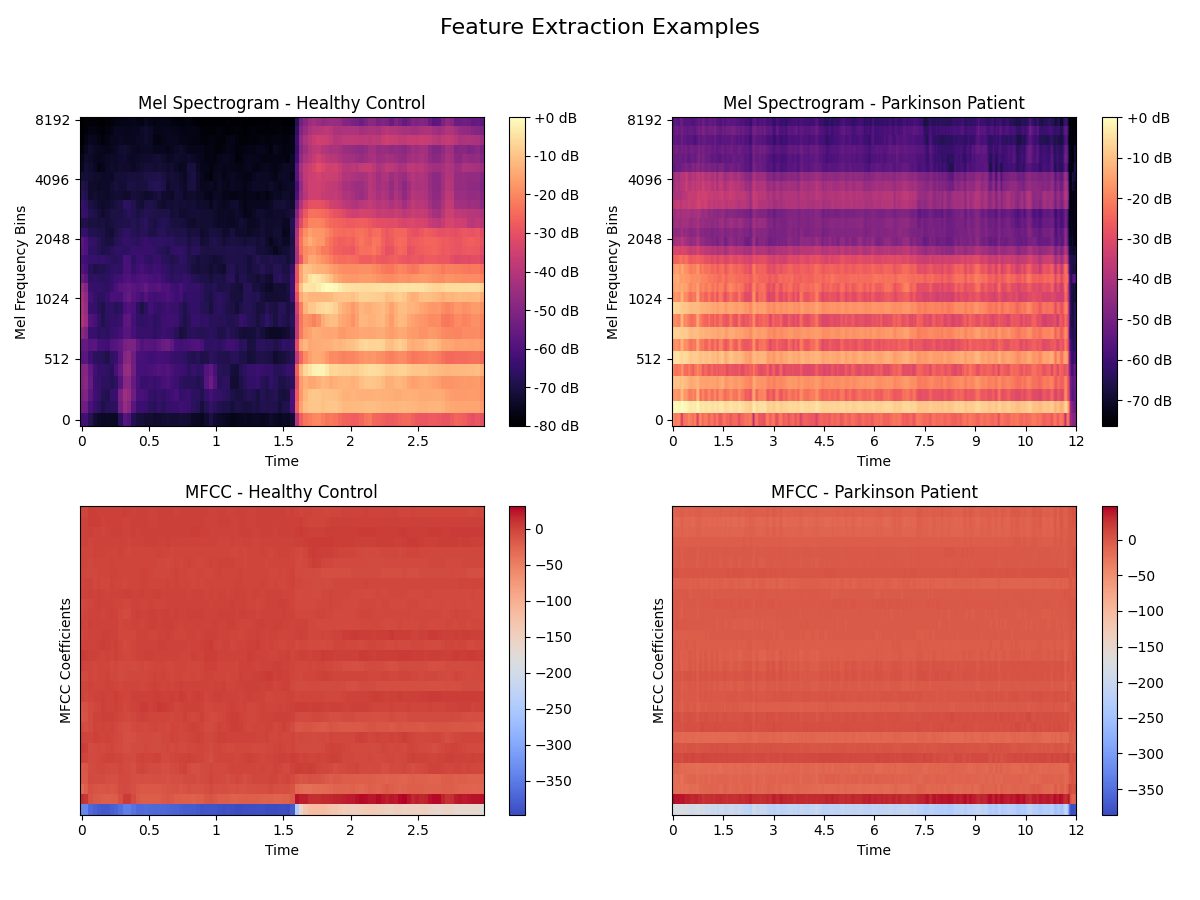 Feature Extraction Examples
Mel Spectrogram - Healthy Control
Mel Frequency Bins
8192
4096
2048
1024
512
0
0 0.5 1 1.5 2 2.5
Time
+0 dB
-10 dB
-20 dB
-30 dB
-40 dB
-50 dB
-60 dB
-70 dB
-80 dB
Mel Spectrogram - Parkinson Patient
Mel Frequency Bins
8192
4096
2048
1024
512
0
0 1.5 3 4.5 6 7.5 9 10 12
Time
+0 dB
-10 dB
-20 dB
-30 dB
-40 dB
-50 dB
-60 dB
-70 dB
MFCC - Healthy Control
MFCC Coefficients
0 0.5 1 1.5 2 2.5
Time
0
−50
−100
−150
−200
−250
−300
−350
MFCC - Parkinson Patient
MFCC Coefficients
0 1.5 3 4.5 6 7.5 9 10 12
Time
0
−50
−100
−150
−200
−250
−300
−350